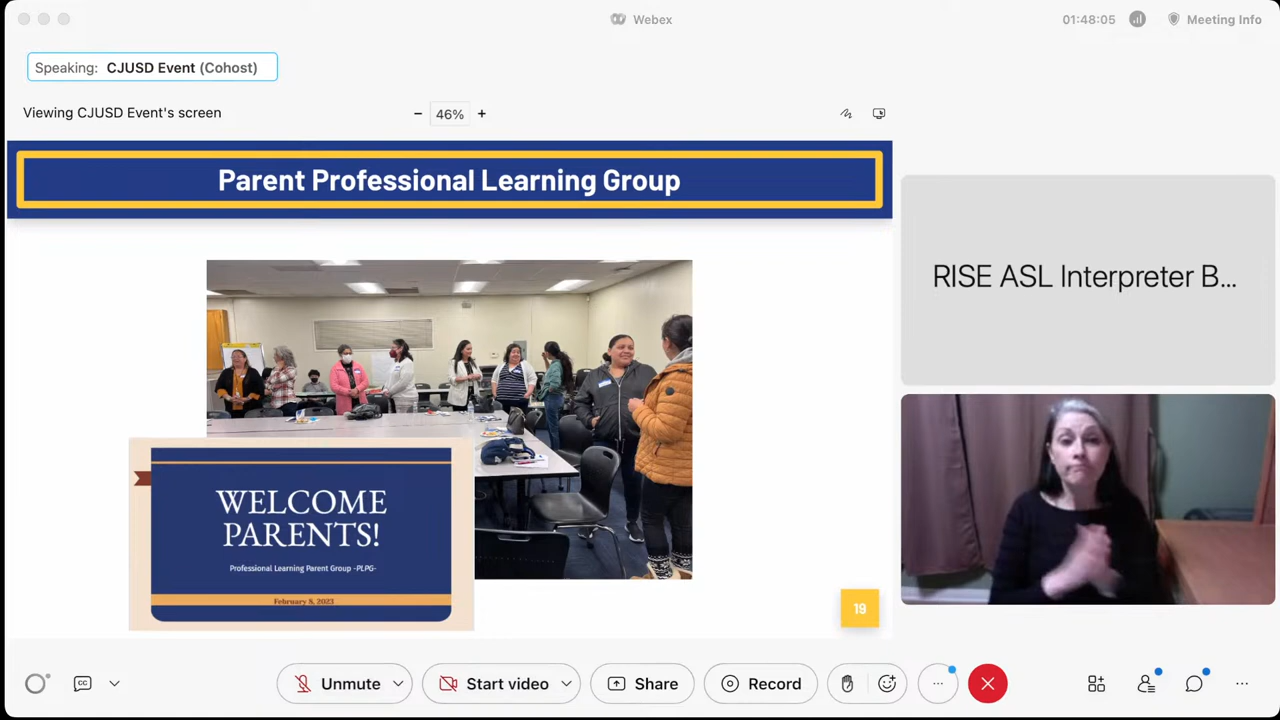 Webex
01:48:05
Meeting Info
Speaking: CJUSD Event (Cohost)
Viewing CJUSD Event's screen
− 46% +
Parent Professional Learning Group
WELCOME
PARENTS!
Professional Learning Parent Group -PLPG-
February 8, 2023
19
RISE ASL Interpreter B...
CC
Unmute
Start video
Share
Record